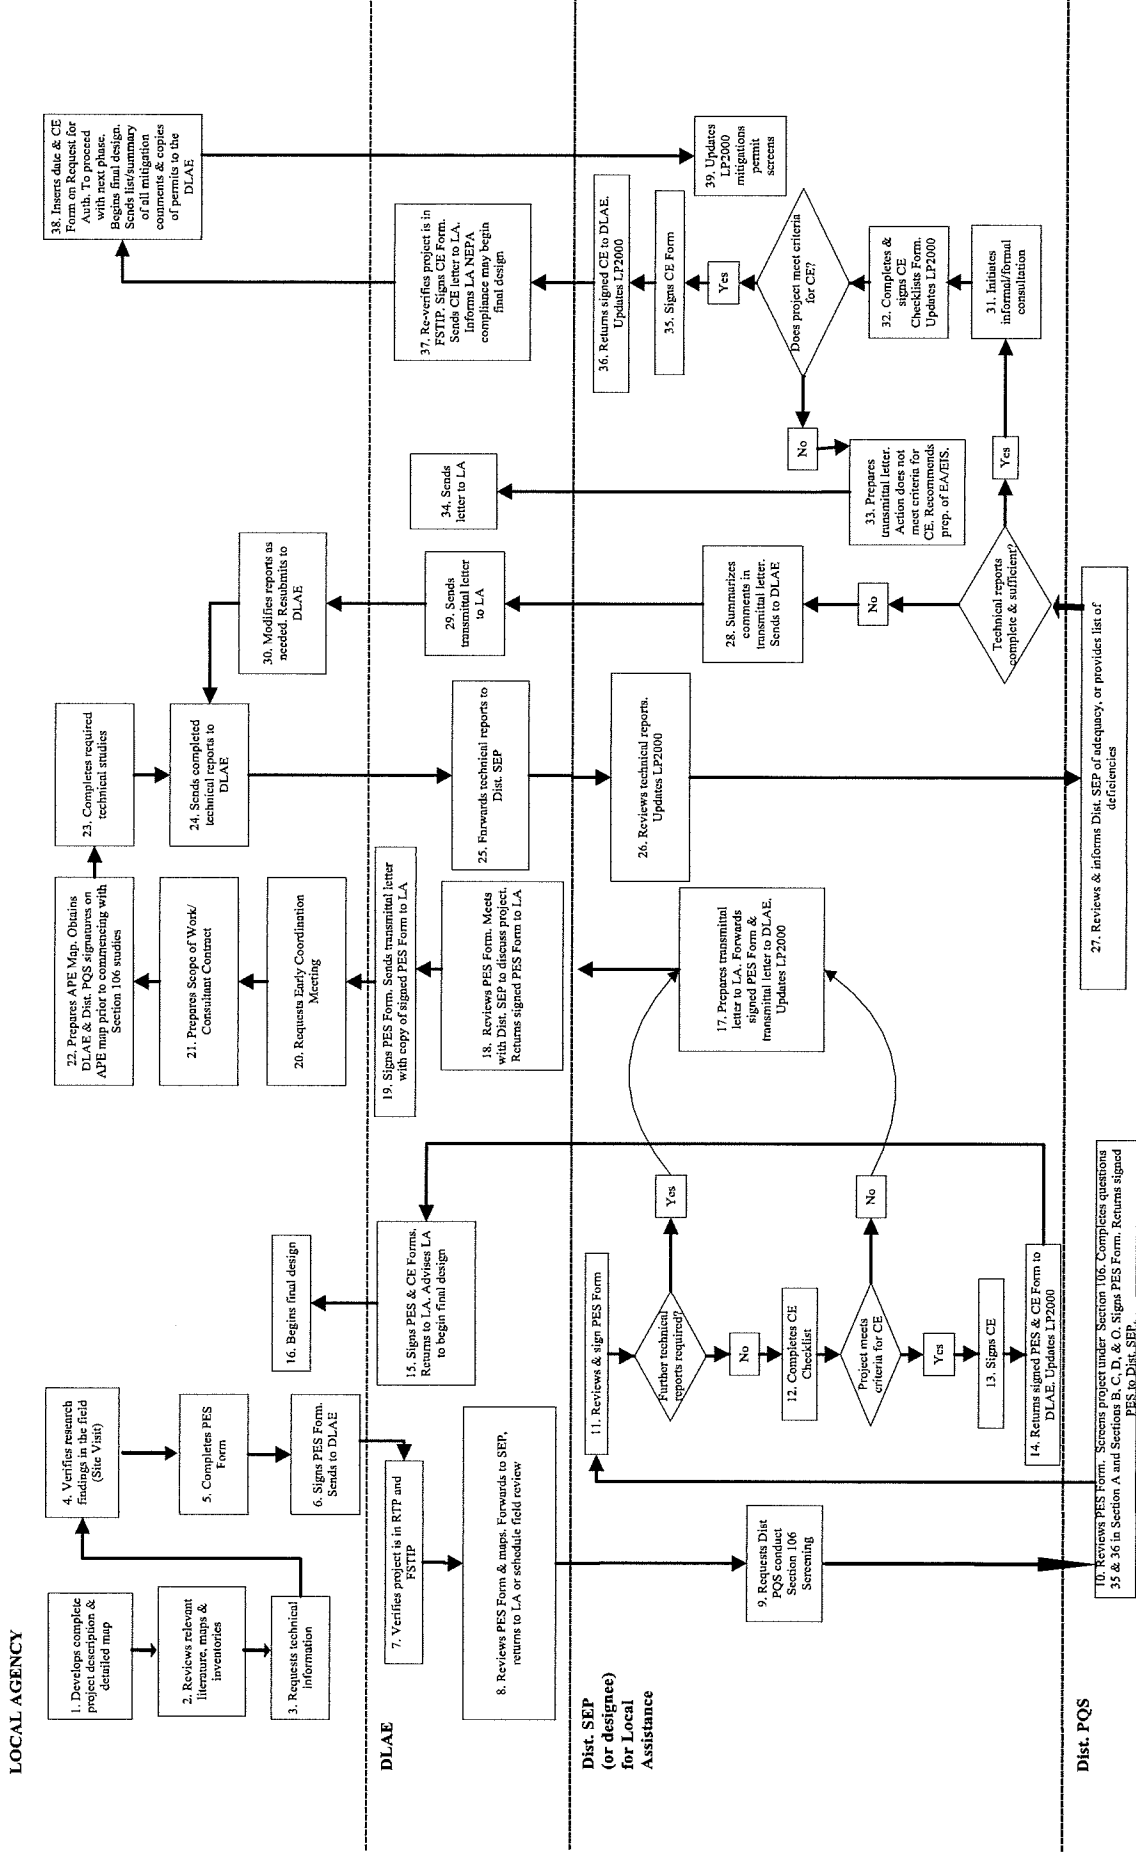 LOCAL AGENCY
1. Develops complete
project description &
detailed map
2. Reviews relevant
literature, maps &
inventories
3. Requests technical
information
4. Verifies research
findings in the field
(Site Visit)
5. Completes PES
Form
6. Signs PES Form.
Sends to DLAE
16. Begins final design
22. Prepares APE Map. Obtains
DLAE & Dist. PQS signatures on
APE map prior to commencing with
Section 106 studies
21. Prepares Scope of Work/
Consultant Contract
20. Requests Early Coordination
Meeting
23. Completes required
technical studies
24. Sends completed
technical reports to
DLAE
30. Modifies reports as
needed. Resubmits to
DLAE
38. Inserts date & CE
Form on Request for
Auth. To proceed
with next phase.
Begins final design.
Sends list/summary
of all mitigation
comments & copies
of permits to the
DLAE
DLAE
7. Verifies project is in RTP and
FSTIP
8. Reviews PES Form & maps. Forwards to SEP,
returns to LA or schedule field review
15. Signs PES & CE Forms.
Returns to LA. Advises LA
to begin final design
19. Signs PES Form. Sends transmittal letter
with copy of signed PES Form to LA
18. Reviews PES Form. Meets
with Dist. SEP to discuss project.
Returns signed PES Form to LA
25. Forwards technical reports to
Dist. SEP
29. Sends
transmittal letter
to LA
34. Sends
letter to LA
37. Re-verifies project is in
FSTIP. Signs CE Form.
Sends CE letter to LA.
Informs LA NEPA
compliance may begin
final design
Dist. SEP
(or designee)
for Local
Assistance
9. Requests Dist
PQS conduct
Section 106
Screening
11. Reviews & sign PES Form
Further technical
reports required?
Yes
No
12. Completes CE
Checklist
Project meets
criteria for CE
No
Yes
13. Signs CE
14. Returns signed PES & CE Form to
DLAE. Updates LP2000
17. Prepares transmittal
letter to LA. Forwards
signed PES Form &
transmittal letter to DLAE.
Updates LP2000
26. Reviews technical reports.
Updates LP2000
28. Summarizes
comments in
transmittal letter.
Sends to DLAE
No
Technical reports
complete & sufficient?
Yes
33. Prepares
transmittal letter.
Action does not
meet criteria for
CE. Recommends
prep. of EA/EIS.
No
31. Initiates
informal/formal
consultation
32. Completes &
signs CE
Checklists Form.
Updates LP2000
Does project meet criteria
for CE?
Yes
35. Signs CE Form
36. Returns signed CE to DLAE.
Updates LP2000
39. Updates
LP2000
mitigations
permit
screens
Dist. PQS
10. Reviews PES Form. Screens project under Section 106. Completes questions
35 & 36 in Section A and Sections B, C, D, & O. Signs PES Form. Returns signed
PES to Dist. SEP.
27. Reviews & informs Dist. SEP of adequacy, or provides list of
deficiencies